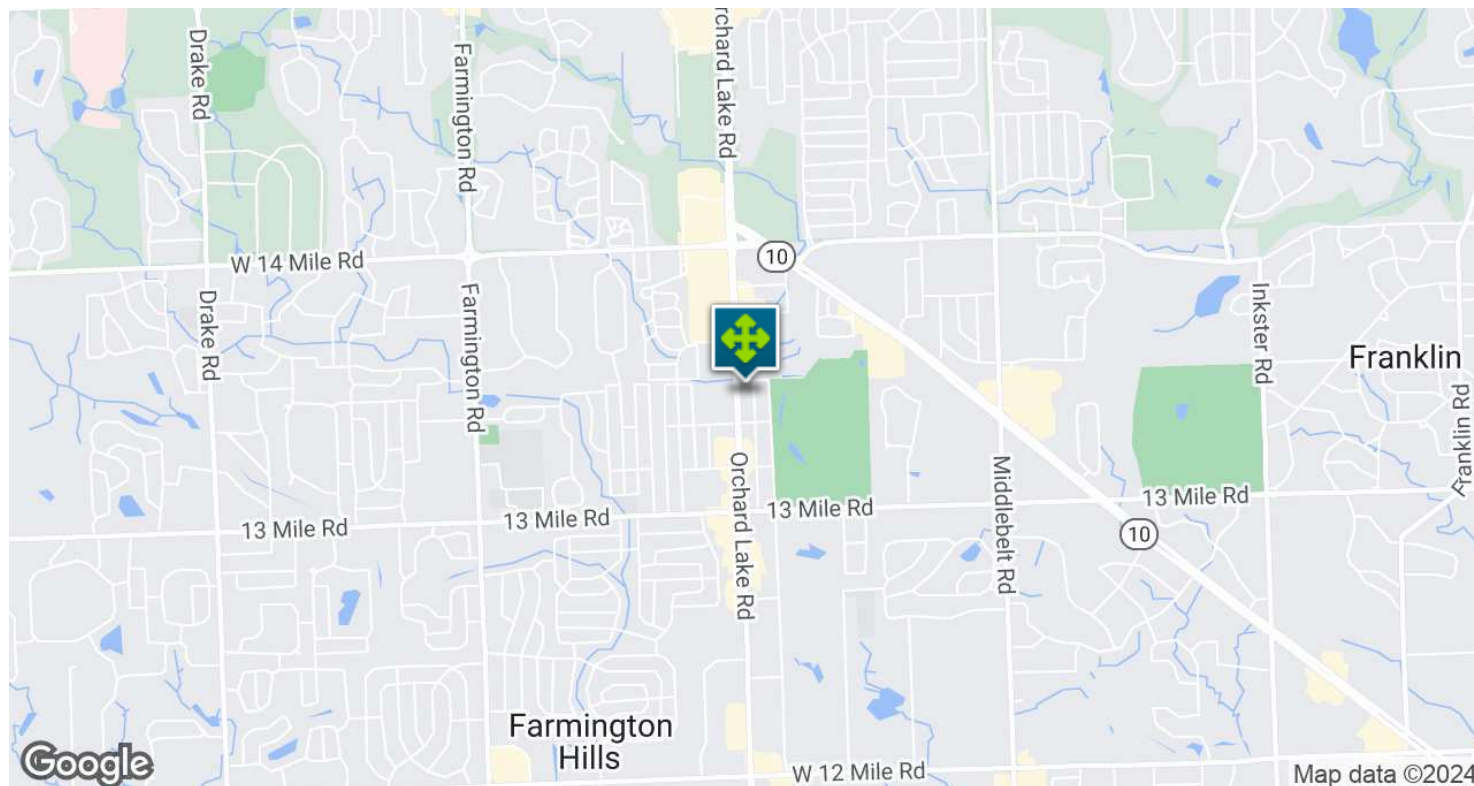 Drake Rd
Farmington Rd
rchard Lake Rd
W 14 Mile Rd
10
Drake Rd
Farmington Rd
Inkster Rd
Franklin
Franklin Rd
Orchard Lake Rd
Middlebelt Rd
13 Mile Rd
13 Mile Rd
13 Mile Rd
13 Mile Rd
10
Farmington
Hills
W 12 Mile Rd
Google
Map data ©2024